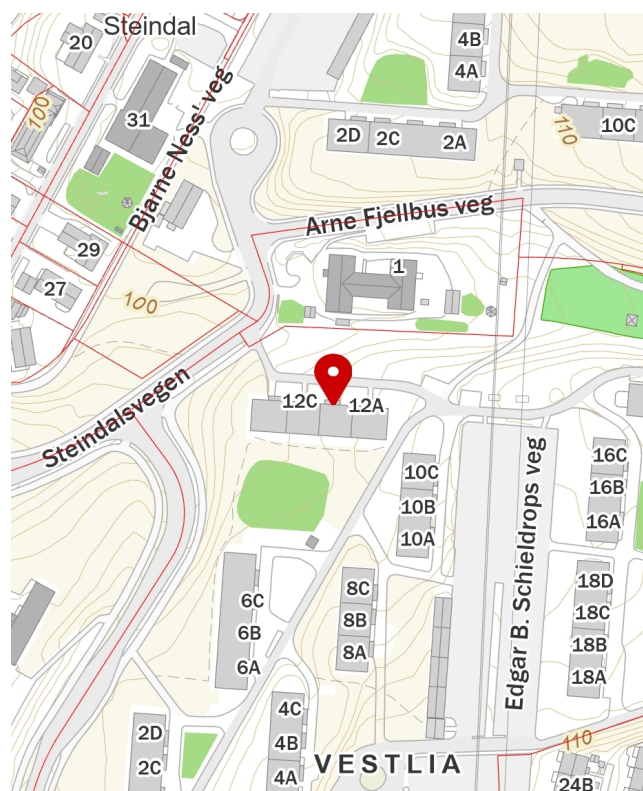 Steindal
20
4B
4A
31
100
Bjarne Ness' veg
2D
2C
2A
110
10C
Arne Fjellbus veg
29
1
27
100
12C
12A
Steindalsvegen
10C
10B
10A
16C
16B
16A
Edgar B. Schieldrops veg
8C
8B
8A
6C
6B
6A
18D
18C
18B
18A
4C
4B
4A
2D
2C
VESTLIA
110
24B